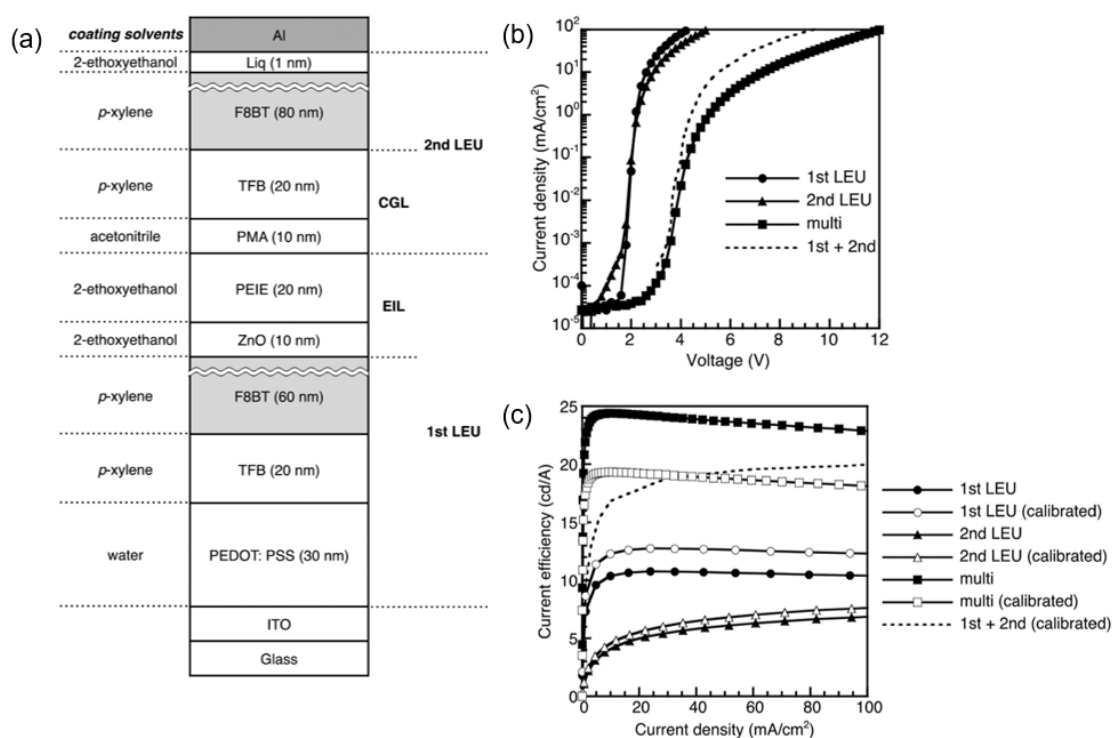 (a)
coating solvents
Al
2-ethoxyethanol
Liq (1 nm)
p-xylene
F8BT (80 nm)
2nd LEU
p-xylene
TFB (20 nm)
CGL
acetonitrile
PMA (10 nm)
2-ethoxyethanol
PEIE (20 nm)
EIL
2-ethoxyethanol
ZnO (10 nm)
p-xylene
F8BT (60 nm)
1st LEU
p-xylene
TFB (20 nm)
water
PEDOT: PSS (30 nm)
ITO
Glass
(b)
Current density (mA/cm²)
10²
10¹
10⁰
10⁻¹
10⁻²
10⁻³
10⁻⁴
10⁻⁵
1st LEU
2nd LEU
multi
1st + 2nd
0 2 4 6 8 10 12
Voltage (V)
(c)
Current efficiency (cd/A)
25
20
15
10
5
0
0 20 40 60 80 100
Current density (mA/cm²)
1st LEU
1st LEU (calibrated)
2nd LEU
2nd LEU (calibrated)
multi
multi (calibrated)
1st + 2nd (calibrated)